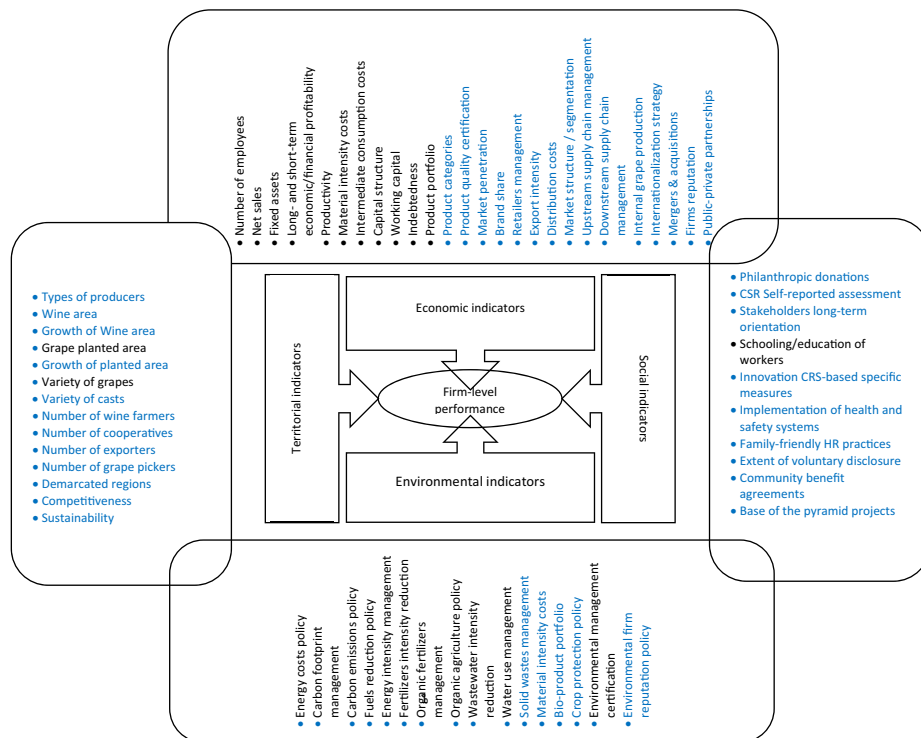 Number of employees
Net sales
Fixed assets
Long- and short-term
economic/financial profitability
Productivity
Material intensity costs
Intermediate consumption costs
Capital structure
Working capital
Indebtedness
Product portfolio
Product categories
Product quality certification
Market penetration
Brand share
Retailers management
Export intensity
Distribution costs
Market structure / segmentation
Upstream supply chain management
Downstream supply chain
management
Internal grape production
Internationalization strategy
Mergers & acquisitions
Firms reputation
Public-private partnerships
Types of producers
Wine area
Growth of Wine area
Grape planted area
Growth of planted area
Variety of grapes
Variety of casts
Number of wine farmers
Number of cooperatives
Number of exporters
Number of grape pickers
Demarcated regions
Competitiveness
Sustainability
Territorial indicators
Economic indicators
Firm-level
performance
Environmental indicators
Social indicators
Philanthropic donations
CSR Self-reported assessment
Stakeholders long-term
orientation
Schooling/education of
workers
Innovation CRS-based specific
measures
Implementation of health and
safety systems
Family-friendly HR practices
Extent of voluntary disclosure
Community benefit
agreements
Base of the pyramid projects
Energy costs policy
Carbon footprint
management
Carbon emissions policy
Fuels reduction policy
Energy intensity management
Fertilizers intensity reduction
Organic fertilizers
management
Organic agriculture policy
Wastewater intensity
reduction
Water use management
Solid wastes management
Material intensity costs
Bio-product portfolio
Crop protection policy
Environmental management
certification
Environmental firm
reputation policy